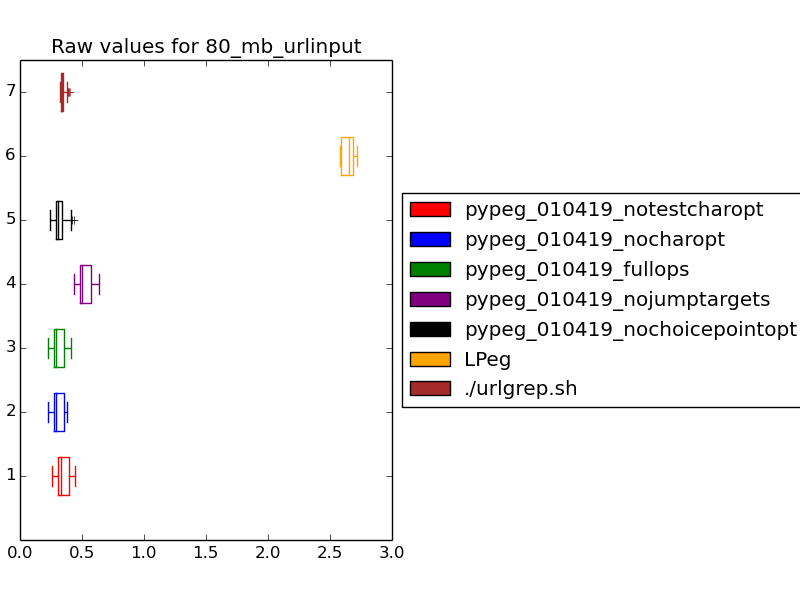 Raw values for 80_mb_urlinput
7
6
5
4
3
2
1
0.0 0.5 1.0 1.5 2.0 2.5 3.0
pypeg_010419_notestcharopt
pypeg_010419_nocharopt
pypeg_010419_fullops
pypeg_010419_nojumptargets
pypeg_010419_nochoicepointopt
LPeg
./urlgrep.sh